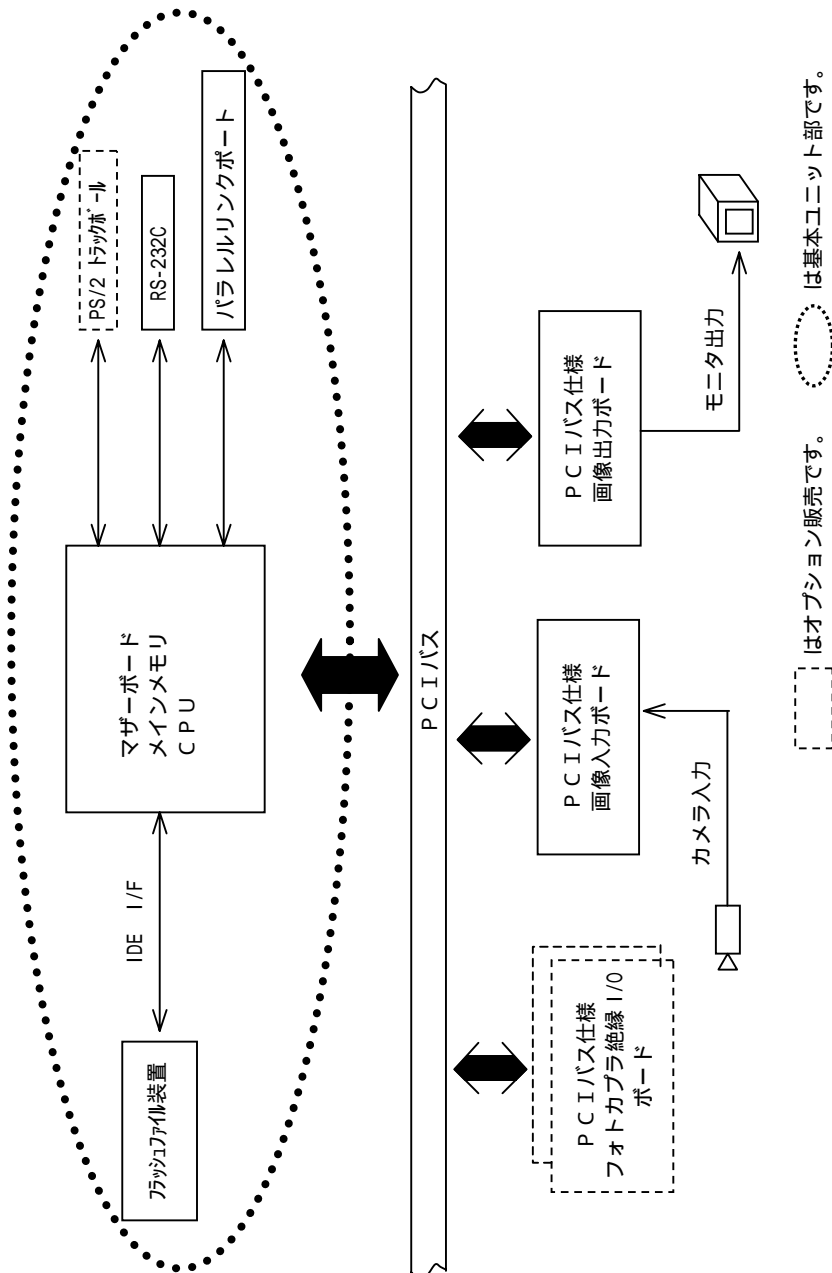 フラッシュファイル装置
IDE I/F
マザーボード
メインメモリ
ＣＰＵ
PS/2 トラックボール
RS-232C
パラレルリンクポート
ＰＣＩバス
ＰＣＩバス仕様
フォトカプラ絶縁 I/O
ボード
ＰＣＩバス仕様
画像入力ボード
ＰＣＩバス仕様
画像出力ボード
カメラ入力
モニタ出力
はオプション販売です。
は基本ユニット部です。